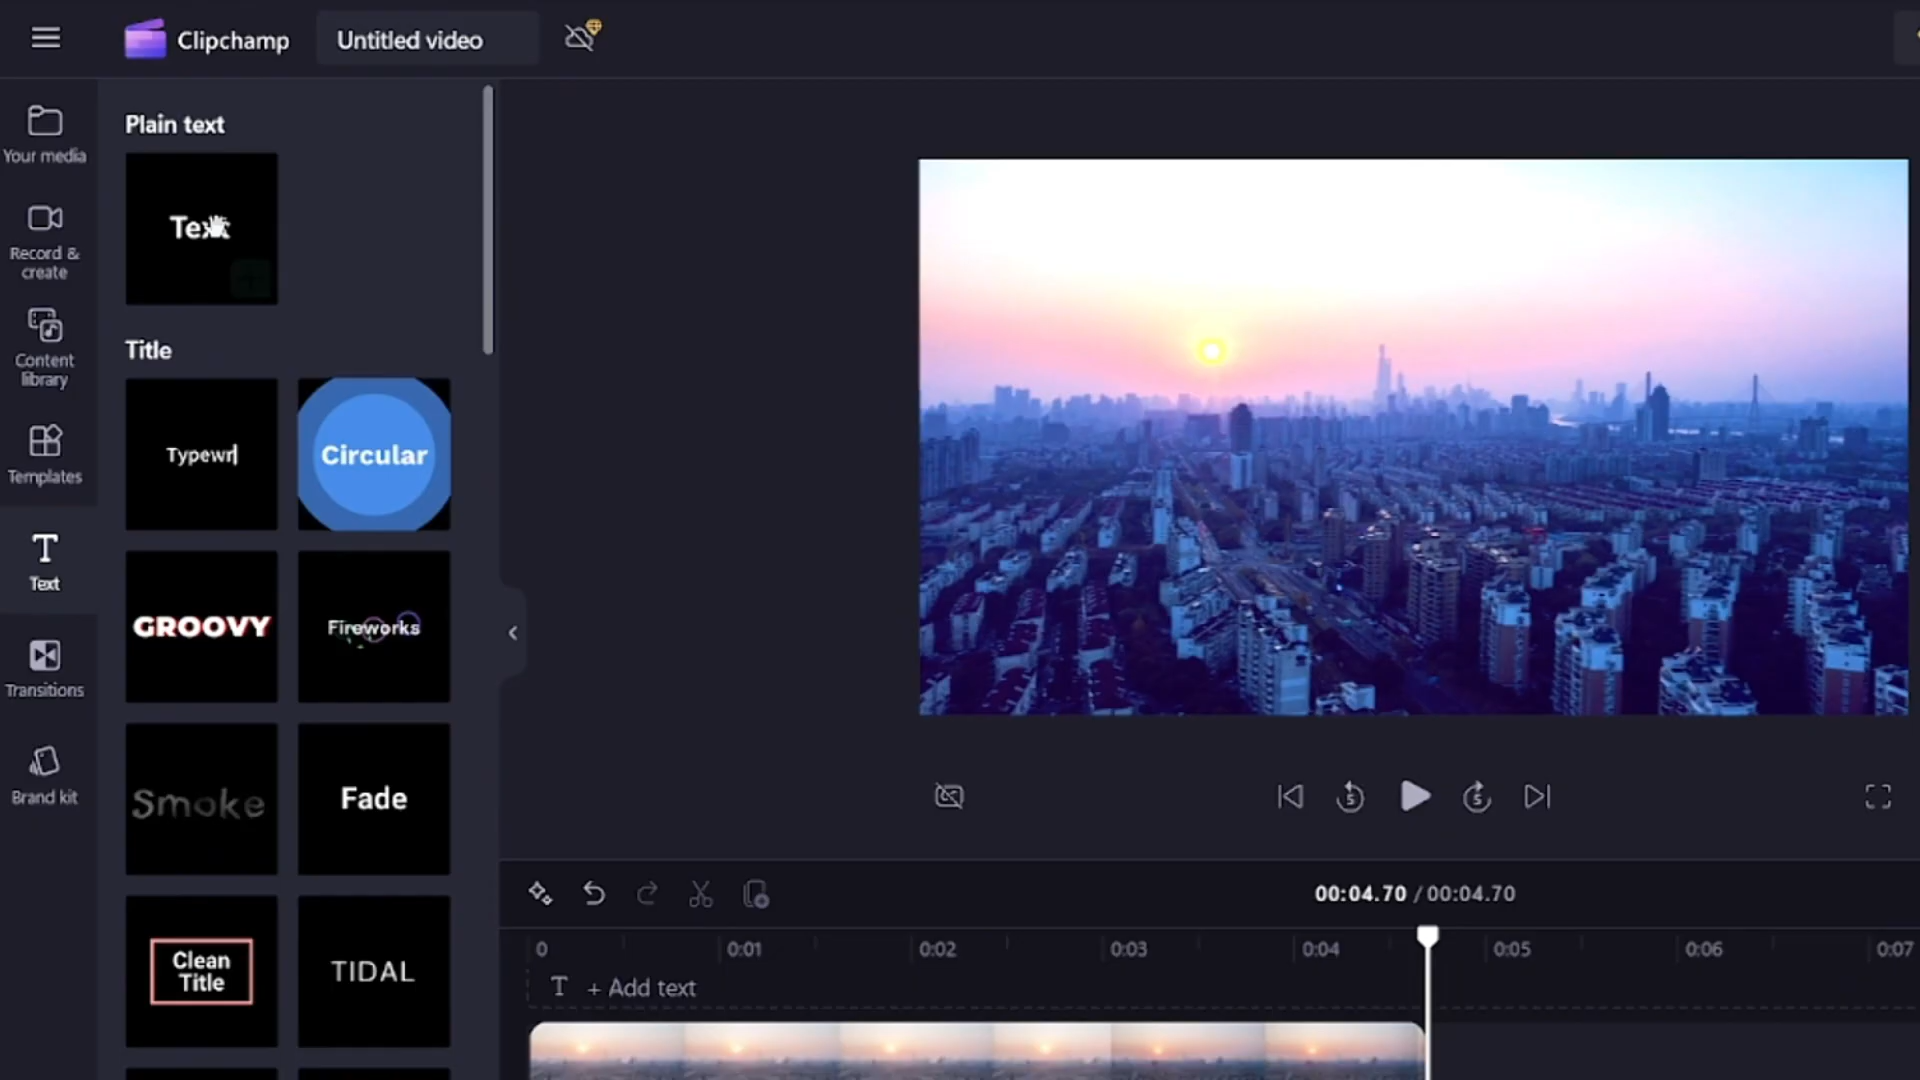 Clipchamp
Untitled video
Your media
Record &
create
Content
library
Templates
Text
Transitions
Brand kit
Plain text
Text
Title
Typewr
Circular
GROOVY
Fireworks
Smoke
Fade
Clean
Title
TIDAL
5
5
00:04.70 / 00:04.70
0
0:01
0:02
0:03
0:04
0:05
0:06
0:07
T + Add text